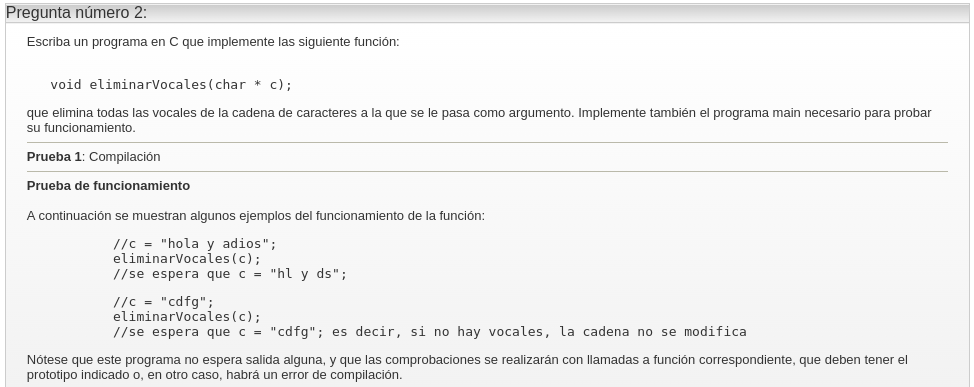 Pregunta número 2:
Escriba un programa en C que implemente las siguiente función:
void eliminarVocales(char * c);
que elimina todas las vocales de la cadena de caracteres a la que se le pasa como argumento. Implemente también el programa main necesario para probar
su funcionamiento.
Prueba 1: Compilación
Prueba de funcionamiento
A continuación se muestran algunos ejemplos del funcionamiento de la función:
//c = "hola y adios";
eliminarVocales(c);
//se espera que c = "hl y ds";
//c = "cdfg";
eliminarVocales(c);
//se espera que c = "cdfg"; es decir, si no hay vocales, la cadena no se modifica
Nótese que este programa no espera salida alguna, y que las comprobaciones se realizarán con llamadas a función correspondiente, que deben tener el
prototipo indicado o, en otro caso, habrá un error de compilación.